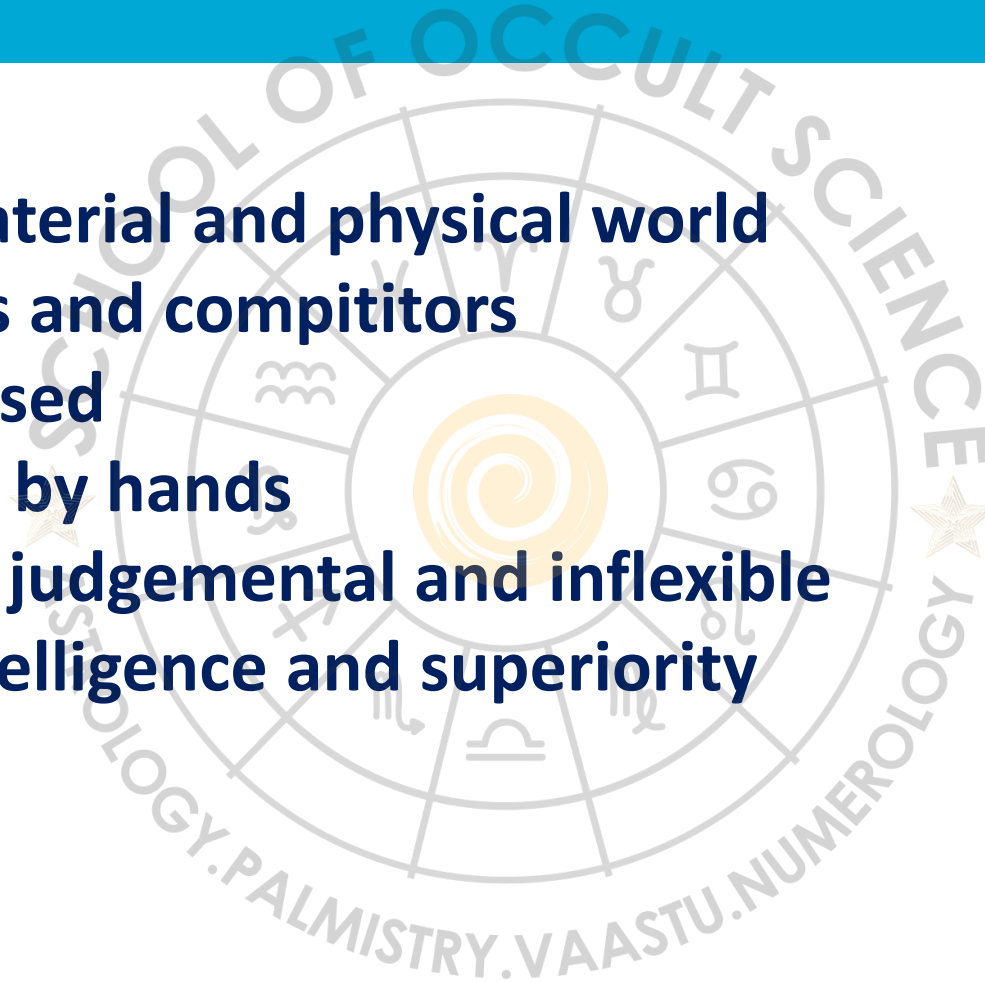 SCHOOL OF OCCULT SCIENCE
aterial and physical world
s and compititors
sed
by hands
judgemental and inflexible
elligence and superiority
ASTROLOGY.PALMISTRY.VAASTU.NUMEROLOGY